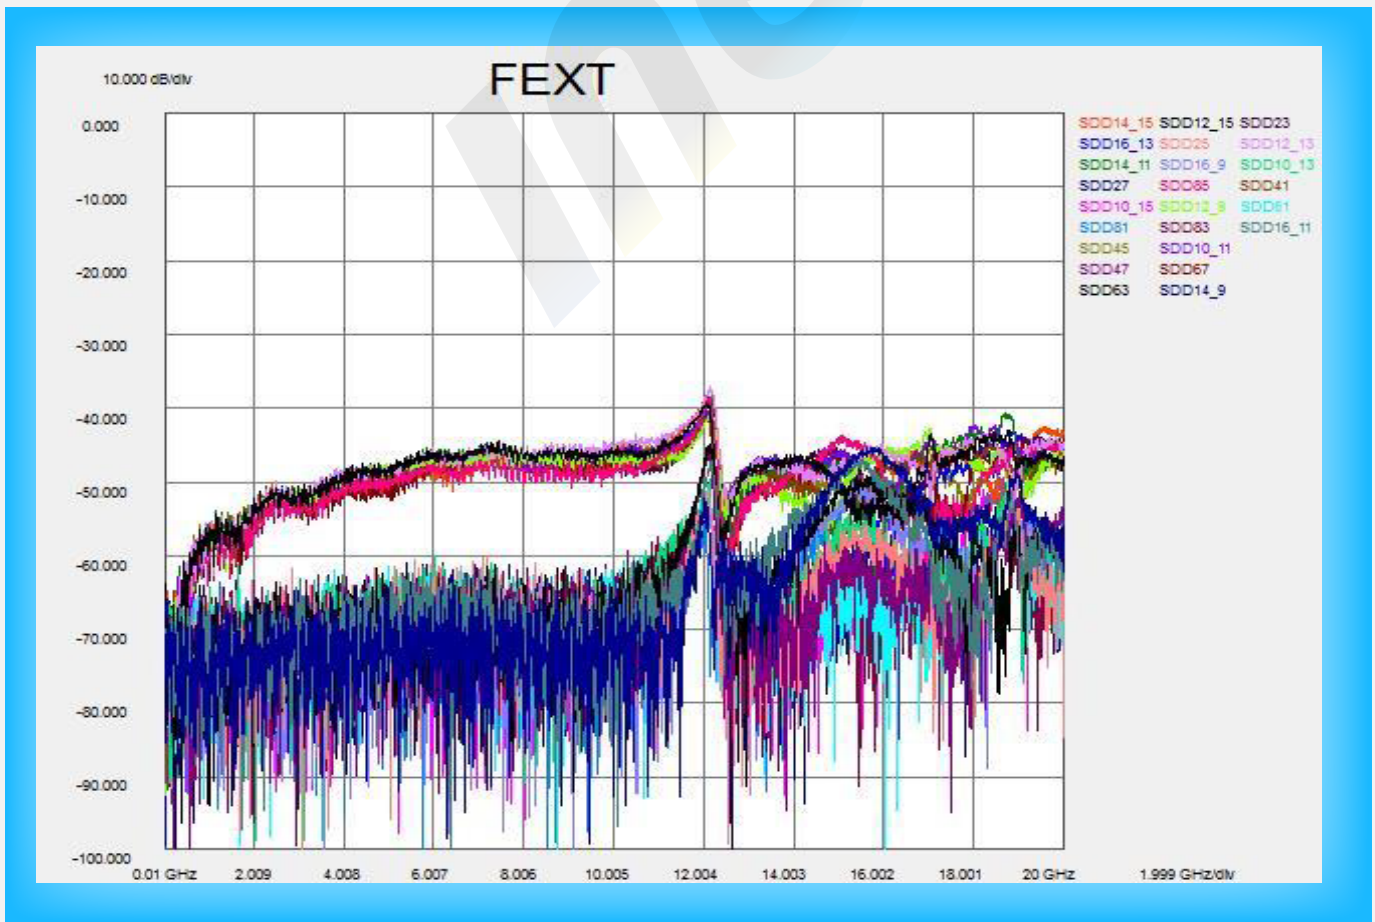 FEXT
10.000 dB/div
0.000
-10.000
-20.000
-30.000
-40.000
-50.000
-60.000
-70.000
-80.000
-90.000
-100.000
0.01 GHz 2.009 4.008 6.007 8.006 10.005 12.004 14.003 16.002 18.001 20 GHz 1.999 GHz/div
SDD14_15 SDD12_15 SDD23
SDD16_13 SDD25 SDD12_13
SDD14_11 SDD16_9 SDD10_13
SDD27 SDD85 SDD41
SDD10_15
SDD81 SDD83 SDD16_11
SDD45 SDD10_11
SDD47 SDD67
SDD63 SDD14_9